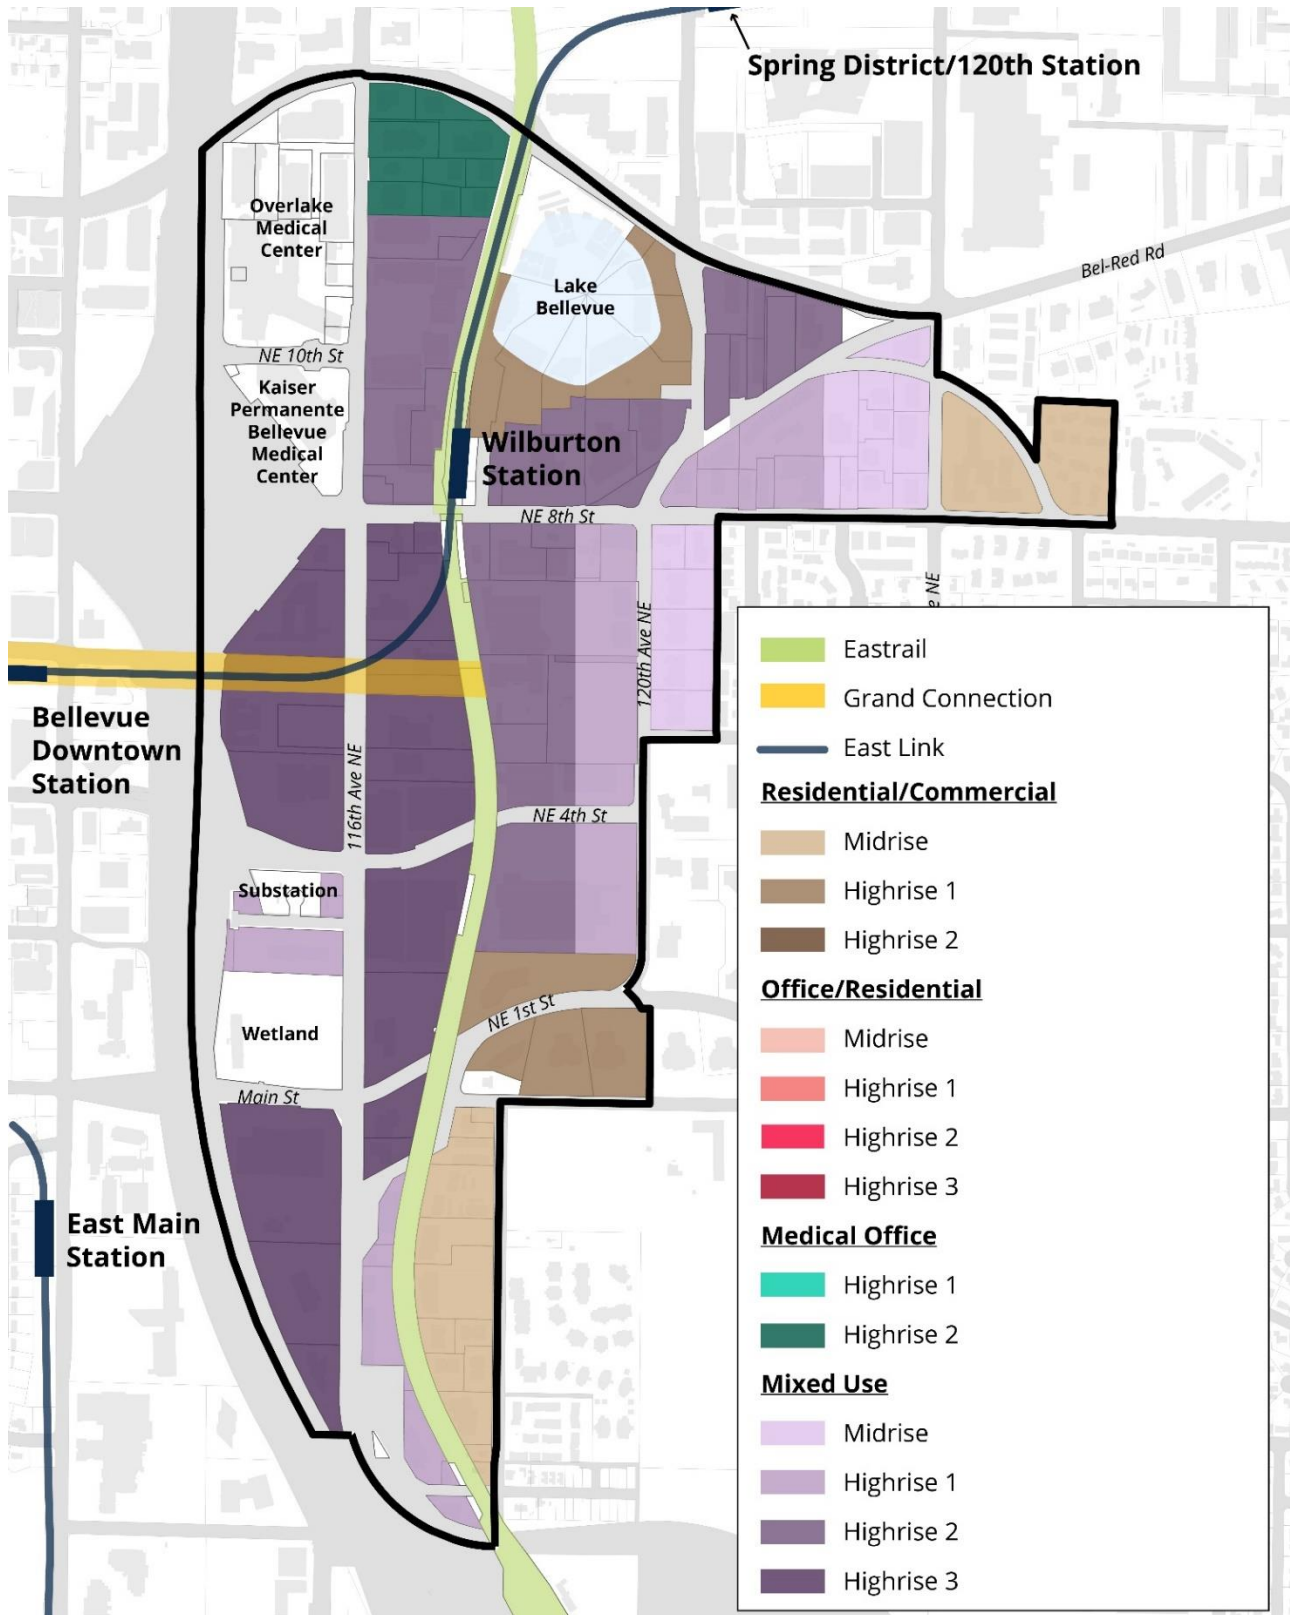 Spring District/120th Station
Bel-Red Rd
Overlake
Medical
Center
Lake
Bellevue
NE 10th St
Kaiser
Permanente
Bellevue
Medical
Center
Wilburton
Station
NE 8th St
120th Ave NE
e NE
Bellevue
Downtown
Station
116th Ave NE
NE 4th St
Substation
Wetland
NE 1st St
Main St
East Main
Station
Eastrail
Grand Connection
East Link
Residential/Commercial
Midrise
Highrise 1
Highrise 2
Office/Residential
Midrise
Highrise 1
Highrise 2
Highrise 3
Medical Office
Highrise 1
Highrise 2
Mixed Use
Midrise
Highrise 1
Highrise 2
Highrise 3